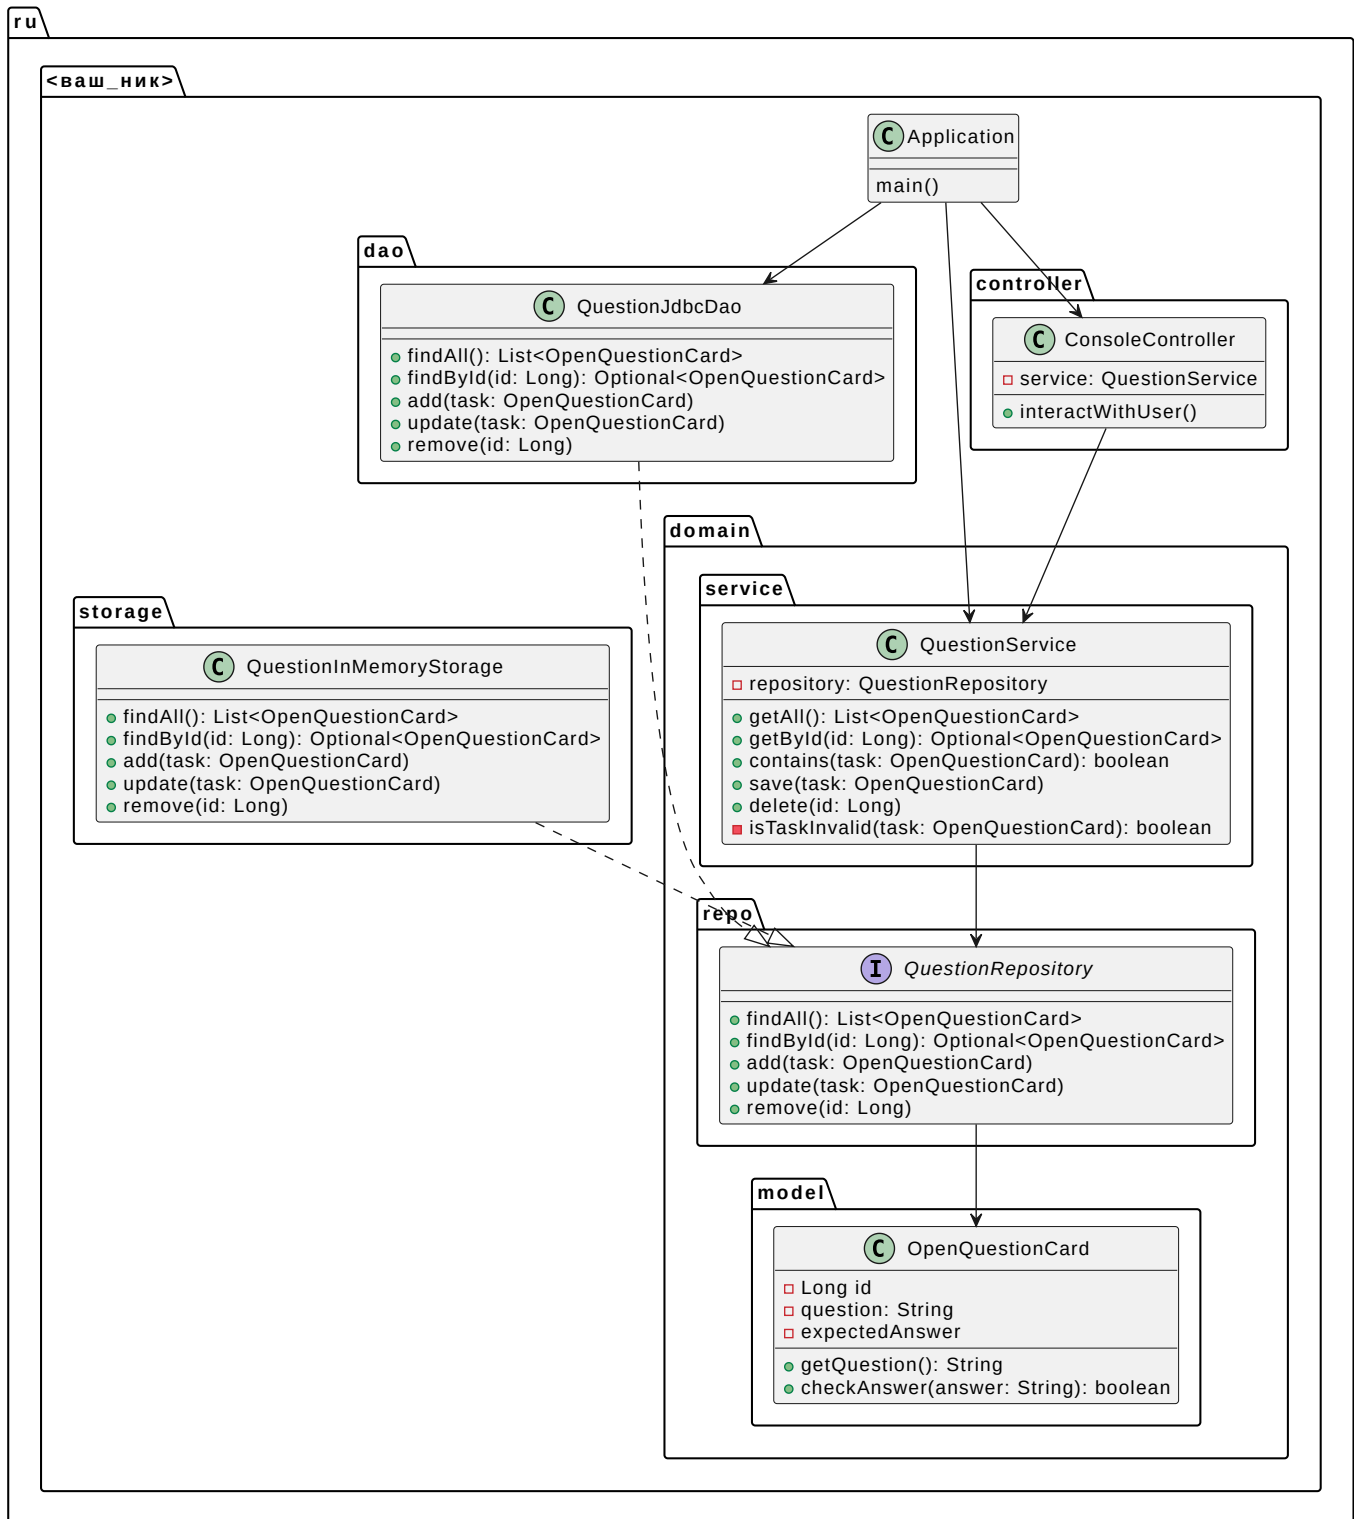 ru
<ваш_ник>
C Application
main()
dao
C QuestionJdbcDao
findAll(): List<OpenQuestionCard>
findById(id: Long): Optional<OpenQuestionCard>
add(task: OpenQuestionCard)
update(task: OpenQuestionCard)
remove(id: Long)
controller
C ConsoleController
service: QuestionService
interactWithUser()
domain
service
C QuestionService
repository: QuestionRepository
getAll(): List<OpenQuestionCard>
getById(id: Long): Optional<OpenQuestionCard>
contains(task: OpenQuestionCard): boolean
save(task: OpenQuestionCard)
delete(id: Long)
isTaskInvalid(task: OpenQuestionCard): boolean
storage
C QuestionInMemoryStorage
findAll(): List<OpenQuestionCard>
findById(id: Long): Optional<OpenQuestionCard>
add(task: OpenQuestionCard)
update(task: OpenQuestionCard)
remove(id: Long)
repo
I QuestionRepository
findAll(): List<OpenQuestionCard>
findById(id: Long): Optional<OpenQuestionCard>
add(task: OpenQuestionCard)
update(task: OpenQuestionCard)
remove(id: Long)
model
C OpenQuestionCard
Long id
question: String
expectedAnswer
getQuestion(): String
checkAnswer(answer: String): boolean